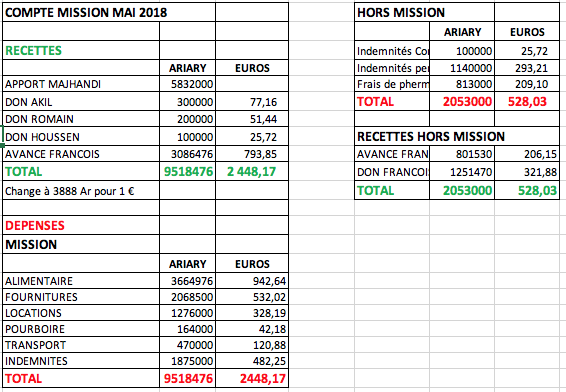 COMPTE MISSION MAI 2018
RECETTES
ARIARY EUROS
APPORT MAJHANDI 5832000
DON AKIL 300000 77,16
DON ROMAIN 200000 51,44
DON HOUSSEN 100000 25,72
AVANCE FRANCOIS 3086476 793,85
TOTAL 9518476 2 448,17
Change à 3888 Ar pour 1 €
DEPENSES
MISSION
ARIARY EUROS
ALIMENTAIRE 3664976 942,64
FOURNITURES 2068500 532,02
LOCATIONS 1276000 328,19
POURBOIRE 164000 42,18
TRANSPORT 470000 120,88
INDEMNITES 1875000 482,25
TOTAL 9518476 2448,17
HORS MISSION
ARIARY EUROS
Indemnités Co 100000 25,72
Indemnités per 1140000 293,21
Frais de pherm 813000 209,10
TOTAL 2053000 528,03
RECETTES HORS MISSION
AVANCE FRAN 801530 206,15
DON FRANCOI 1251470 321,88
TOTAL 2053000 528,03